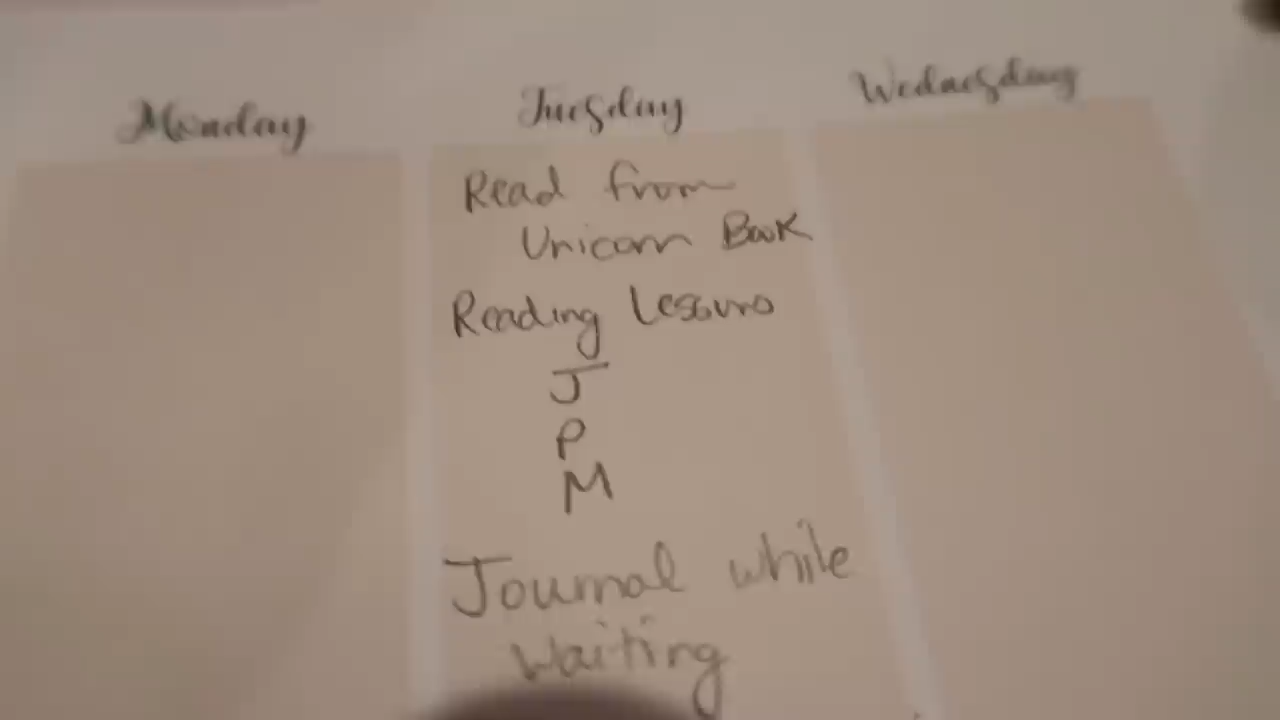 Monday Tuesday Wednesday
Read from
Unicorn Book
Reading Lessons
J
P
M
Journal while
Waiting